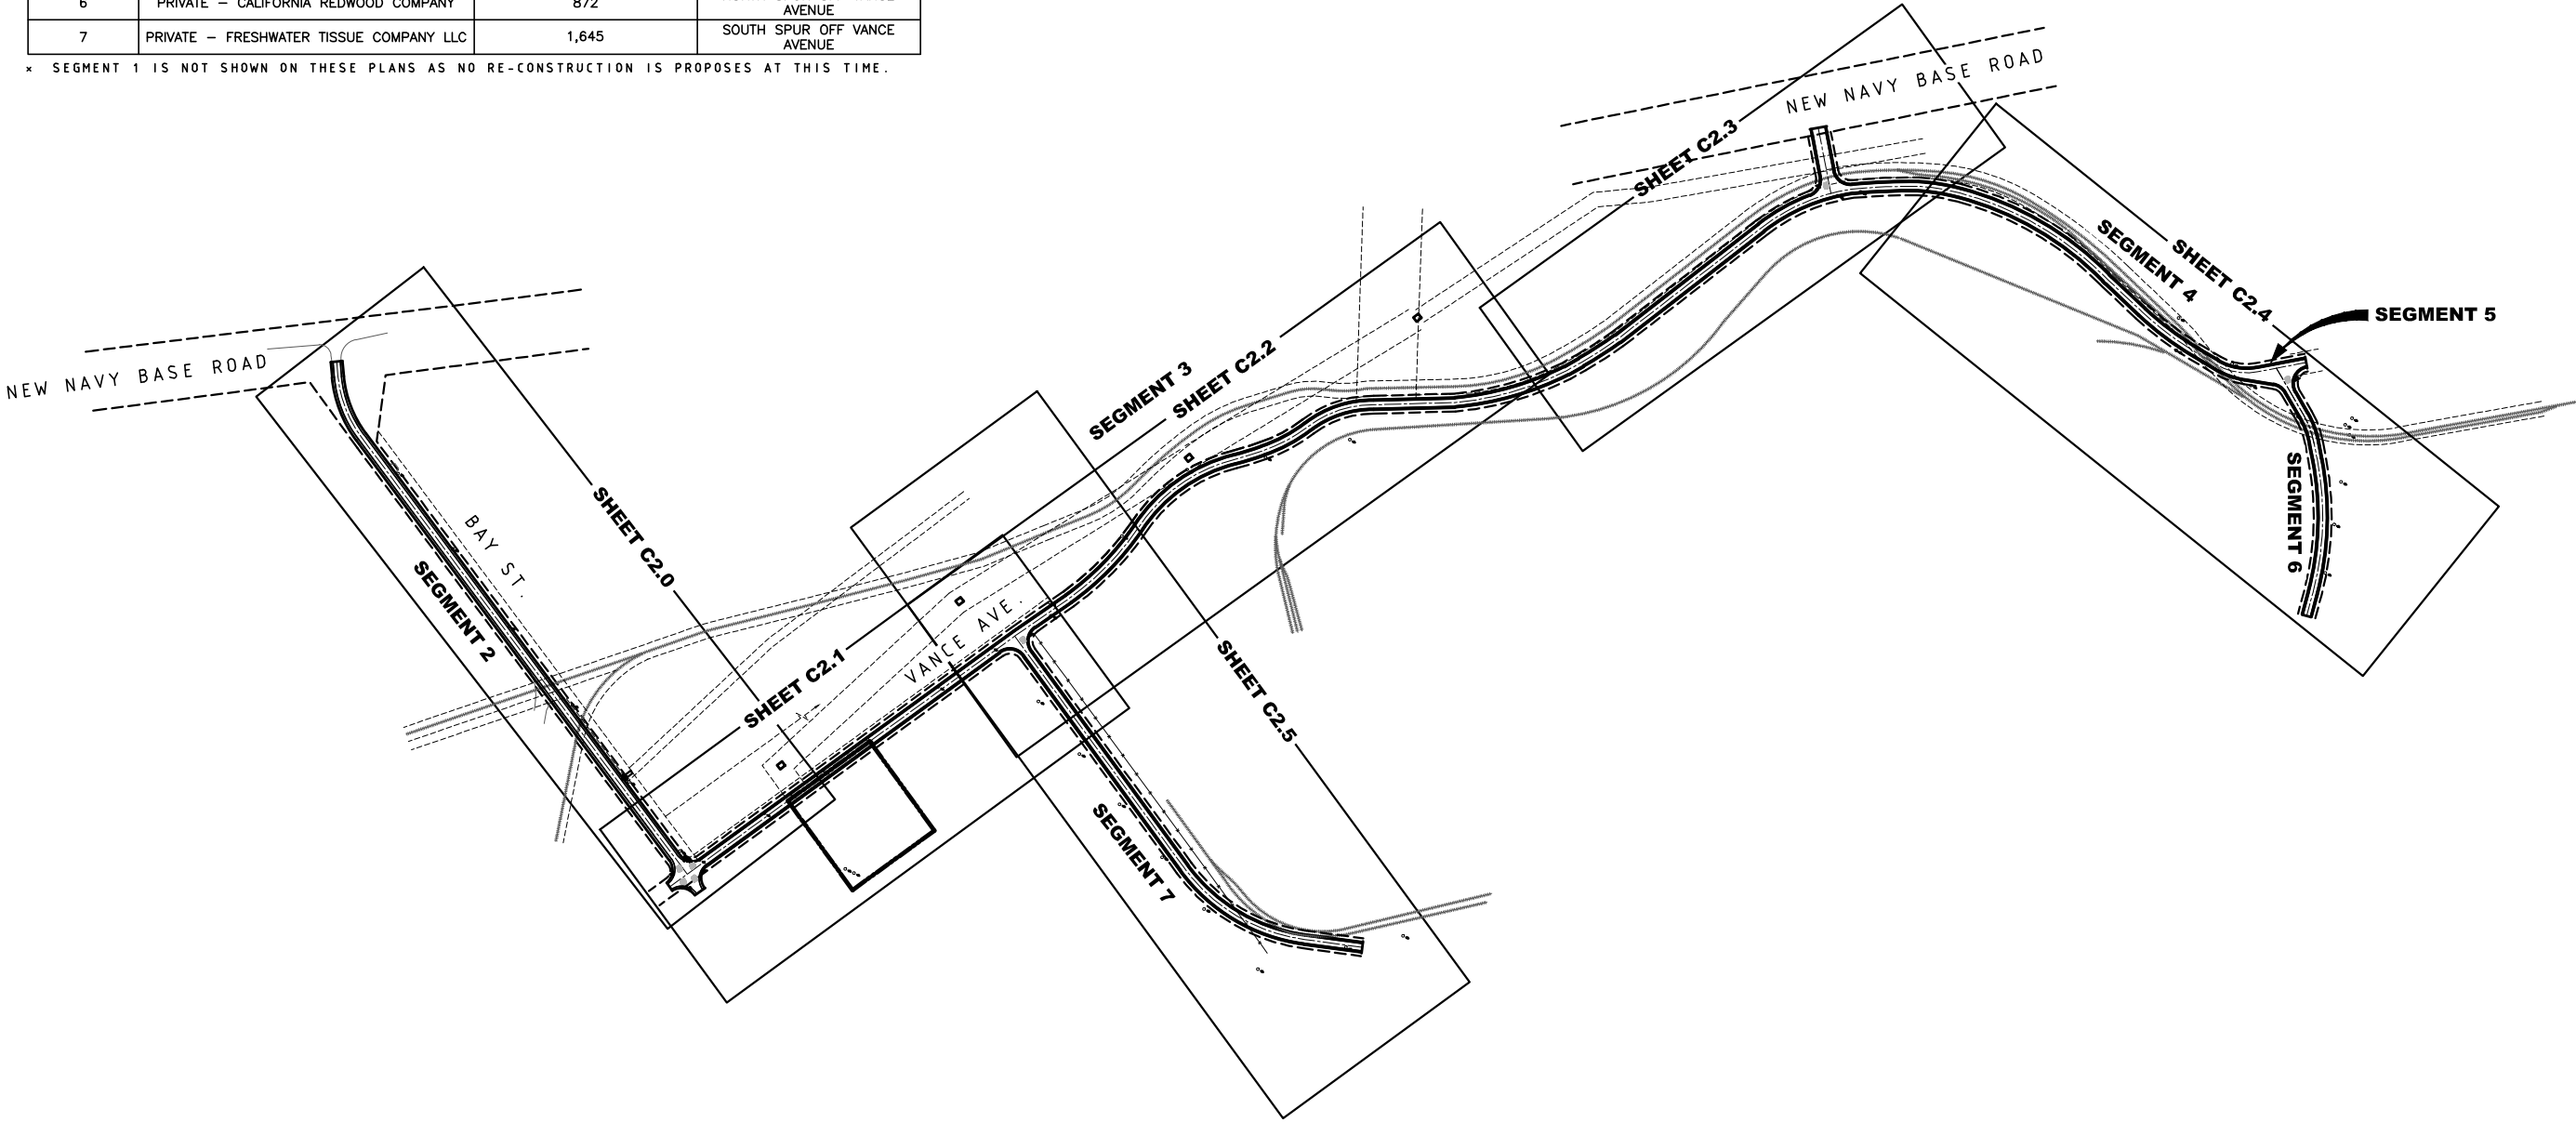 6 PRIVATE – CALIFORNIA REDWOOD COMPANY 872
AVENUE
7 PRIVATE – FRESHWATER TISSUE COMPANY LLC 1,645 SOUTH SPUR OFF VANCE
AVENUE
* SEGMENT 1 IS NOT SHOWN ON THESE PLANS AS NO RE-CONSTRUCTION IS PROPOSES AT THIS TIME.
NEW NAVY BASE ROAD
SHEET C2.3
SEGMENT 4
SHEET C2.4
SEGMENT 5
NEW NAVY BASE ROAD
SEGMENT 3
SHEET C2.2
SHEET C2.0
BAY ST.
SEGMENT 2
SEGMENT 6
VANCE AVE.
SHEET C2.1
SHEET C2.5
SEGMENT 7